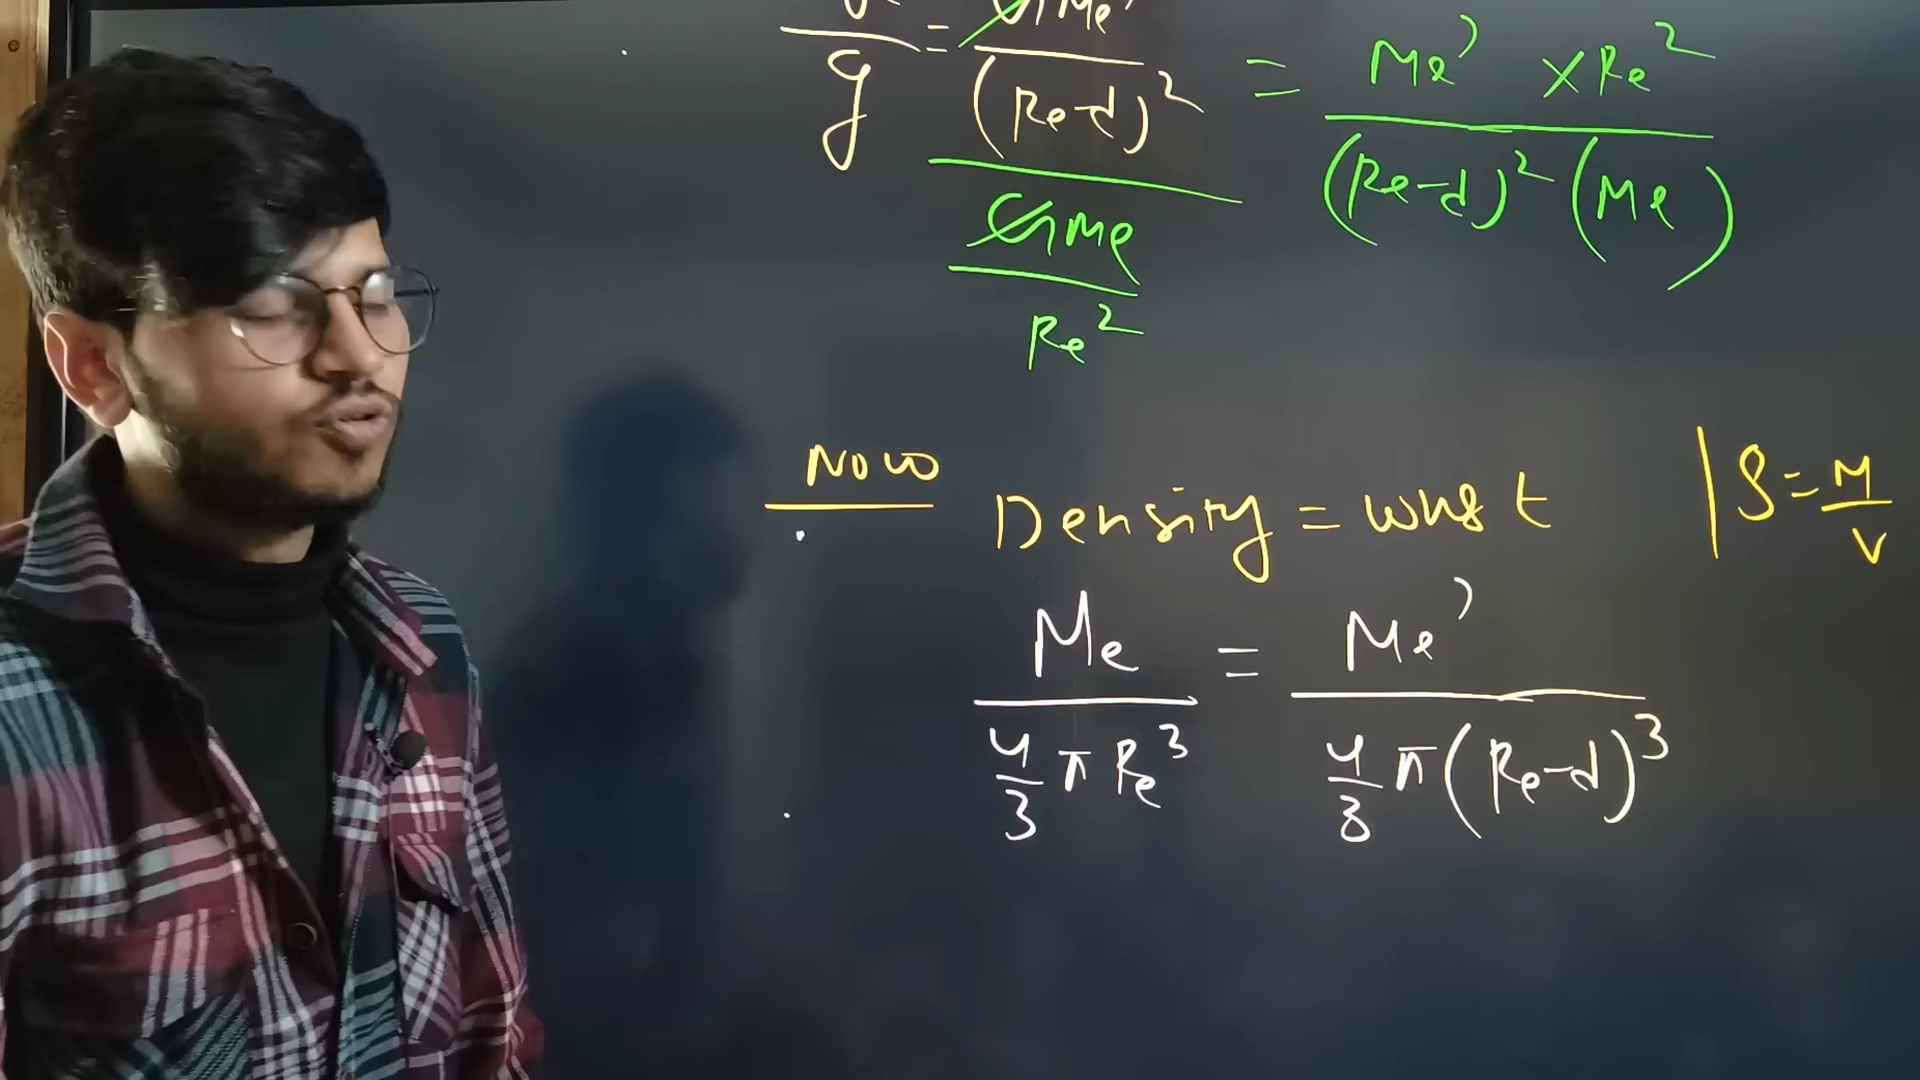 /g = GMe' / (Re-d)² / GMe / Re² = Me' × Re² / (Re-d)² (Me)
Now
Density = const | ρ = M/V
Me / 4/3 π Re³ = Me' / 4/3 π (Re-d)³